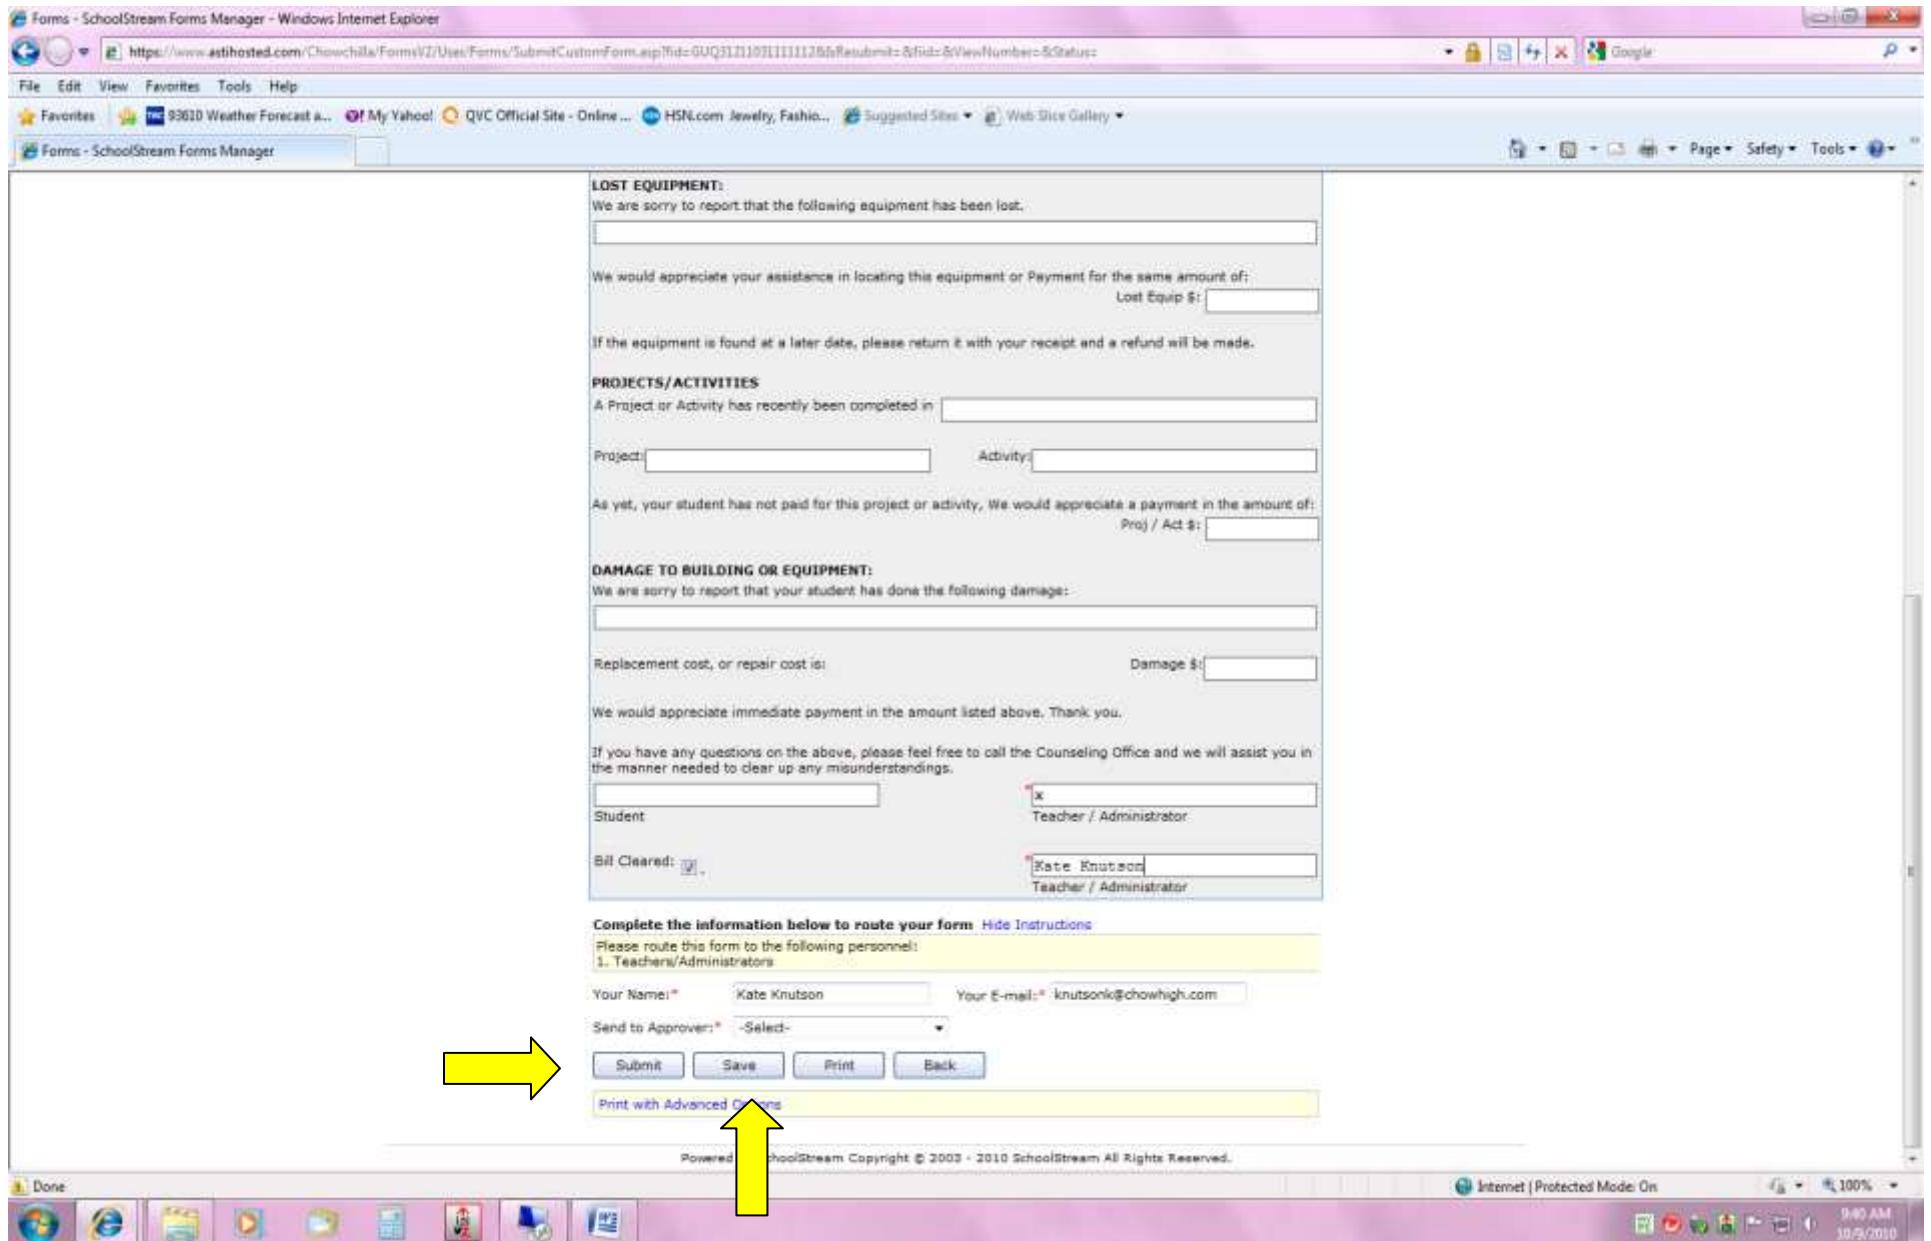 Forms - SchoolStream Forms Manager - Windows Internet Explorer
Google
File Edit View Favorites Tools Help
Favorites 93610 Weather Forecast a... My Yahoo! QVC Official Site - Online ... HSN.com Jewelry, Fashio... Suggested Sites Web Slice Gallery
Forms - SchoolStream Forms Manager Page Safety Tools
LOST EQUIPMENT:
We are sorry to report that the following equipment has been lost.
We would appreciate your assistance in locating this equipment or Payment for the same amount of:
Lost Equip $:
If the equipment is found at a later date, please return it with your receipt and a refund will be made.
PROJECTS/ACTIVITIES
A Project or Activity has recently been completed in
Project: Activity:
As yet, your student has not paid for this project or activity, We would appreciate a payment in the amount of:
Proj / Act $:
DAMAGE TO BUILDING OR EQUIPMENT:
We are sorry to report that your student has done the following damage:
Replacement cost, or repair cost is: Damage $:
We would appreciate immediate payment in the amount listed above. Thank you.
If you have any questions on the above, please feel free to call the Counseling Office and we will assist you in
the manner needed to clear up any misunderstandings.
*x
Student Teacher / Administrator
Bill Cleared: *Kate Knutson
Teacher / Administrator
Complete the information below to route your form Hide Instructions
Please route this form to the following personnel:
1. Teachers/Administrators
Your Name:* Kate Knutson Your E-mail:* knutsonk@chowhigh.com
Send to Approver:* -Select-
Submit Save Print Back
Print with Advanced
Powered SchoolStream Copyright © 2003 - 2010 SchoolStream All Rights Reserved.
Done Internet | Protected Mode: On 100%
9:40 AM
10/9/2010